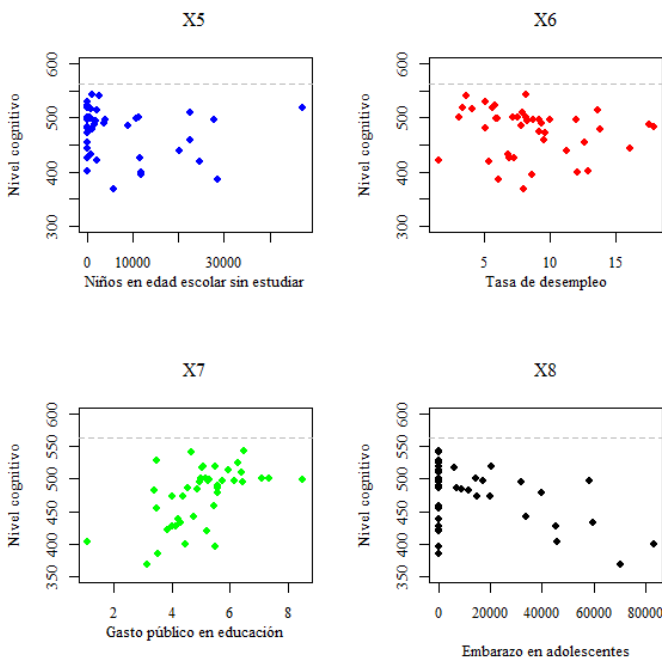 X5
Nivel cognitivo
600
500
400
300
0 10000 30000
Niños en edad escolar sin estudiar
X6
Nivel cognitivo
600
500
400
300
5 10 15
Tasa de desempleo
X7
Nivel cognitivo
600
550
500
450
400
350
2 4 6 8
Gasto público en educación
X8
Nivel cognitivo
600
550
500
450
400
350
0 20000 40000 60000 80000
Embarazo en adolescentes